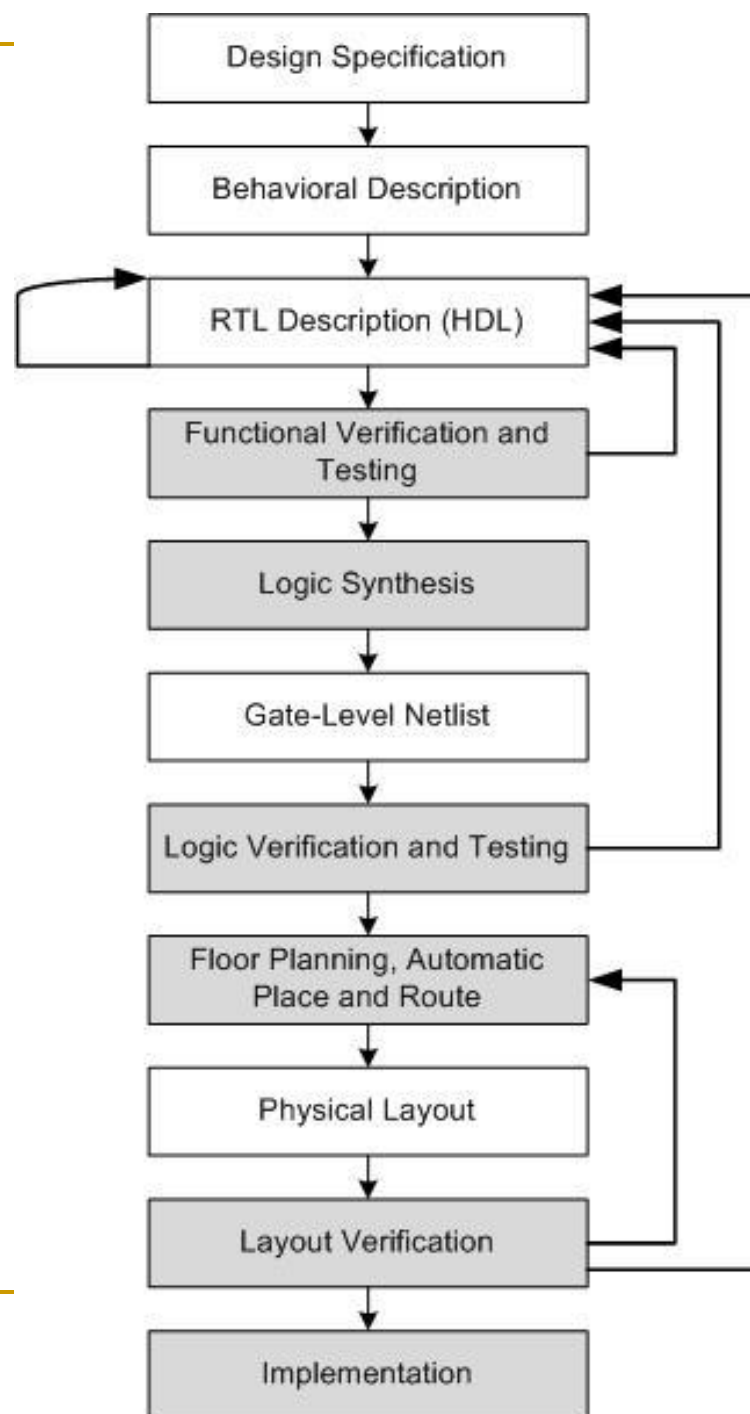 Design Specification
Behavioral Description
RTL Description (HDL)
Functional Verification and
Testing
Logic Synthesis
Gate-Level Netlist
Logic Verification and Testing
Floor Planning, Automatic
Place and Route
Physical Layout
Layout Verification
Implementation